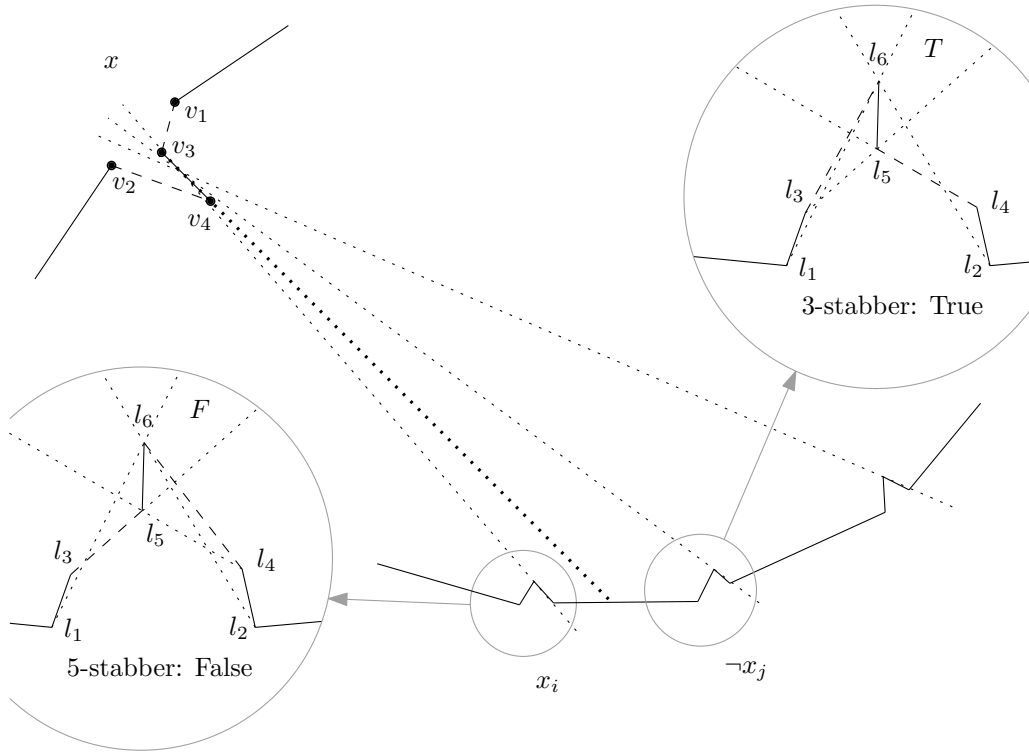 x
v₁
v₃
v₂
v₄
l₆
T
l₅
l₃
l₄
l₁
l₂
3-stabber: True
l₆
F
l₅
l₃
l₄
l₁
l₂
5-stabber: False
xᵢ
¬xⱼ